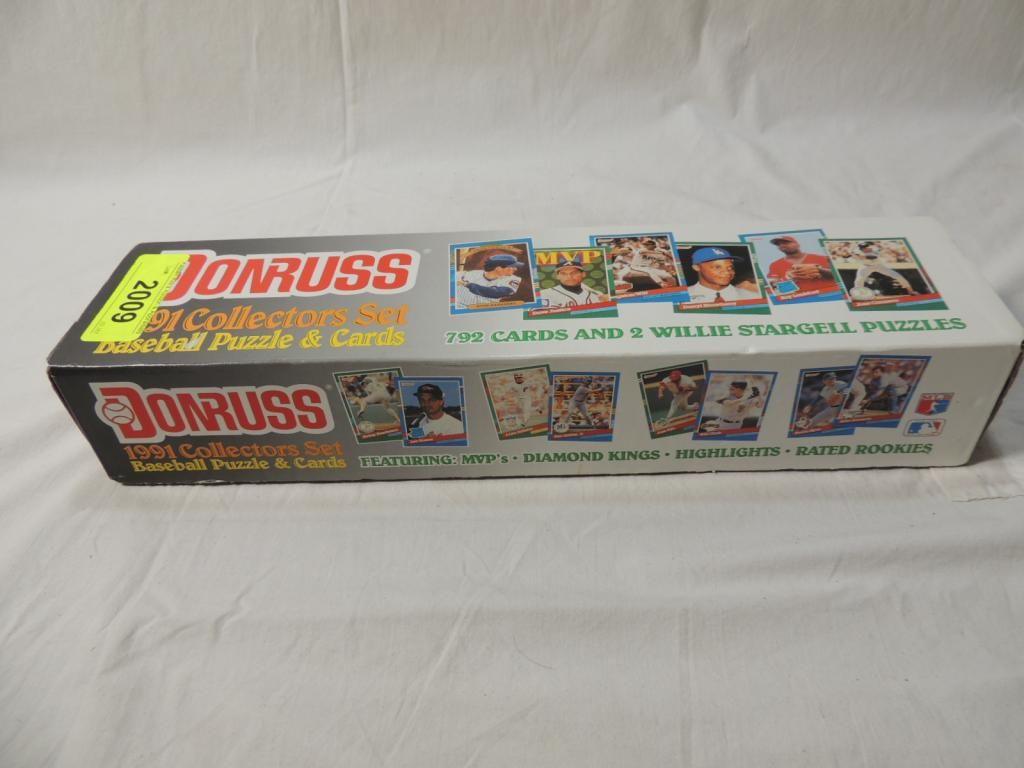 2009
DONRUSS
1991 Collectors Set
Baseball Puzzle & Cards
MVP
792 CARDS AND 2 WILLIE STARGELL PUZZLES
DONRUSS
1991 Collectors Set
Baseball Puzzle & Cards
FEATURING: MVP's • DIAMOND KINGS • HIGHLIGHTS • RATED ROOKIES